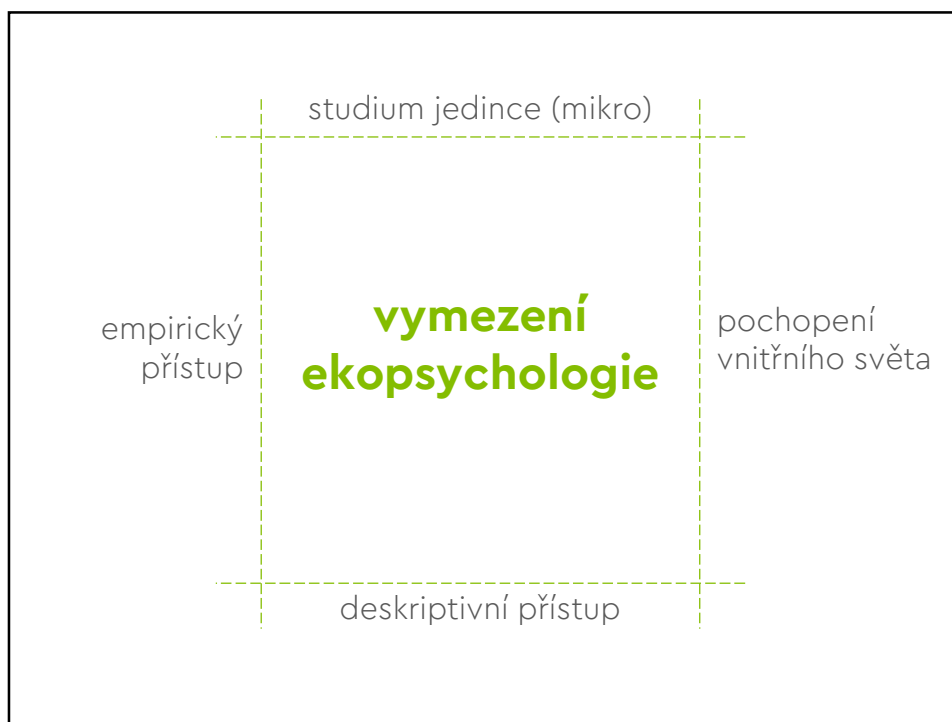 studium jedince (mikro)
empirický
přístup
vymezení
ekopsychologie
pochopení
vnitřního světa
deskriptivní přístup